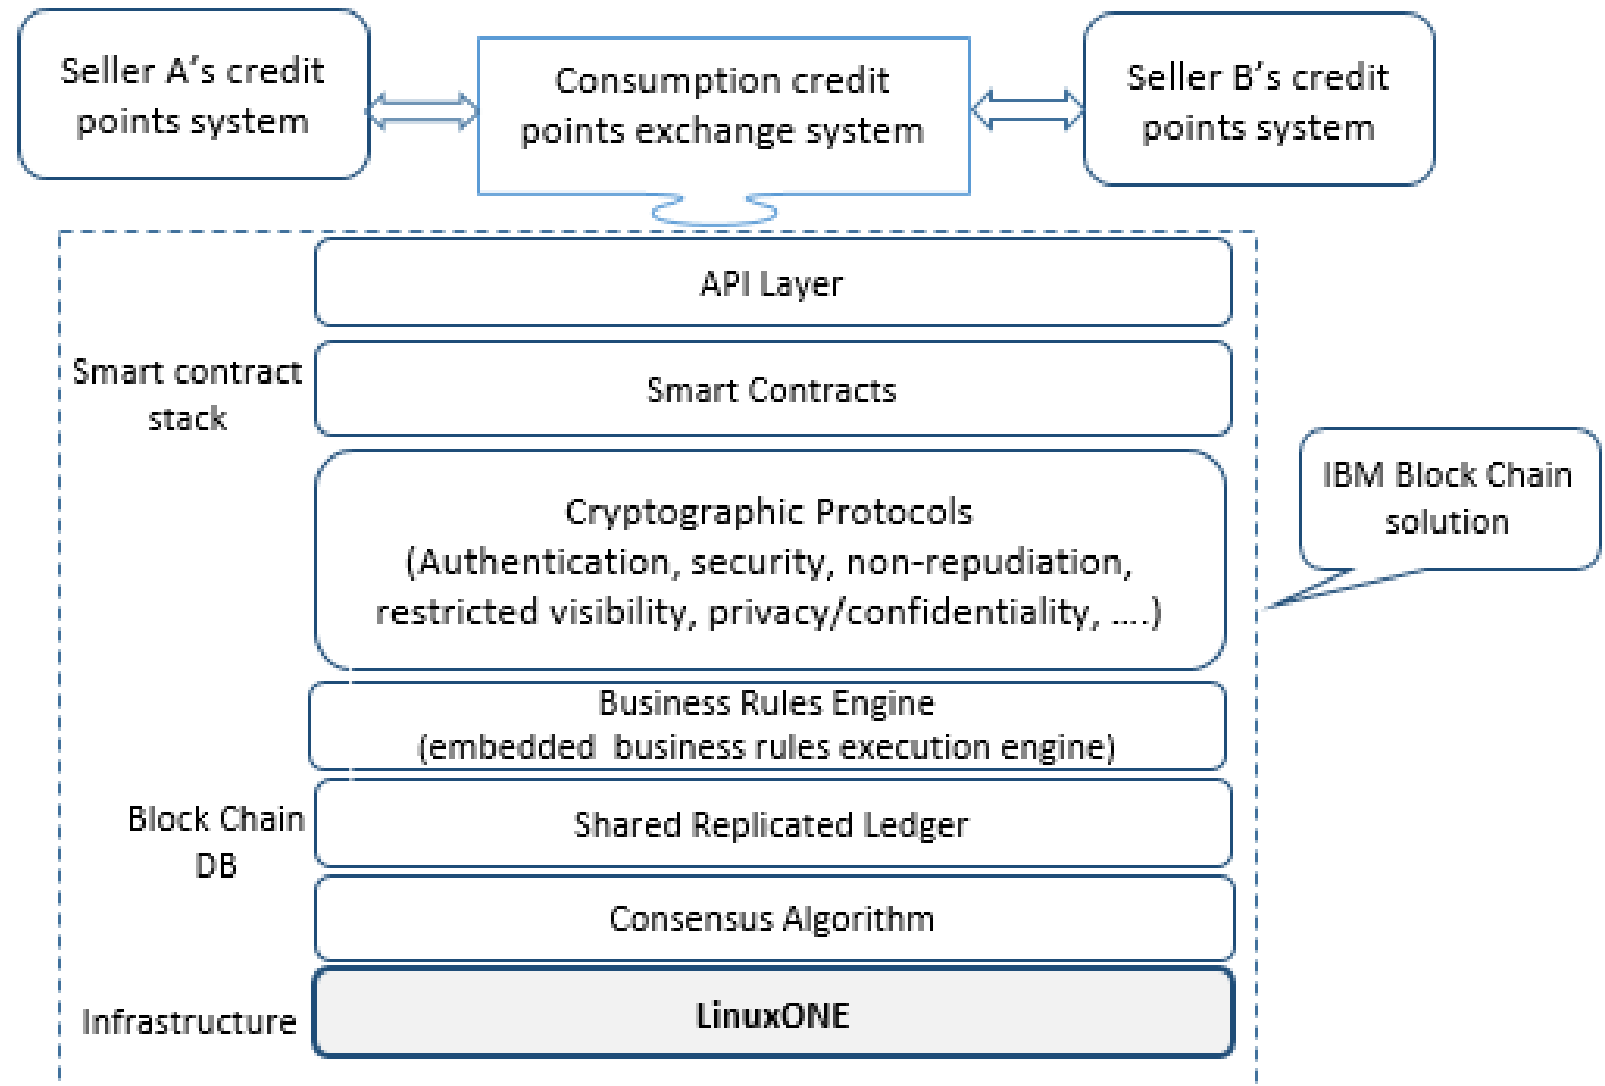 Seller A's credit
points system
Consumption credit
points exchange system
Seller B's credit
points system
API Layer
Smart contract
stack
Smart Contracts
Cryptographic Protocols
(Authentication, security, non-repudiation,
restricted visibility, privacy/confidentiality, ....)
IBM Block Chain
solution
Business Rules Engine
(embedded  business rules execution engine)
Block Chain
DB
Shared Replicated Ledger
Consensus Algorithm
Infrastructure
LinuxONE